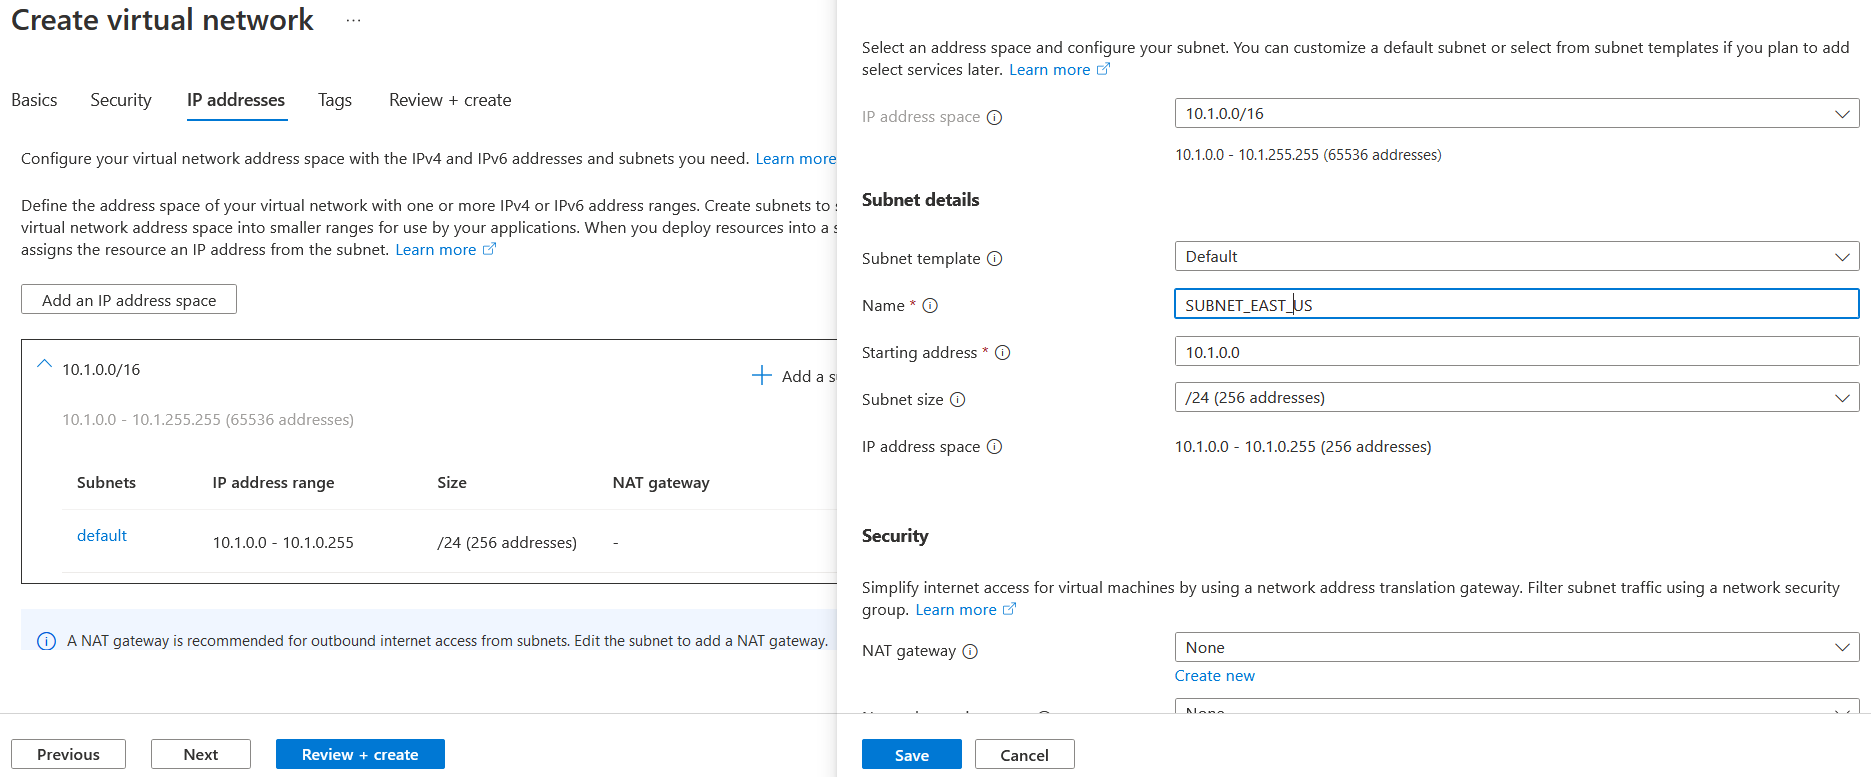 Create virtual network ...
Basics Security IP addresses Tags Review + create
Configure your virtual network address space with the IPv4 and IPv6 addresses and subnets you need. Learn more
Define the address space of your virtual network with one or more IPv4 or IPv6 address ranges. Create subnets to
virtual network address space into smaller ranges for use by your applications. When you deploy resources into a
assigns the resource an IP address from the subnet. Learn more
Add an IP address space
10.1.0.0/16
Add a
10.1.0.0 - 10.1.255.255 (65536 addresses)
Subnets IP address range Size NAT gateway
default 10.1.0.0 - 10.1.0.255 /24 (256 addresses) -
A NAT gateway is recommended for outbound internet access from subnets. Edit the subnet to add a NAT gateway.
Previous Next Review + create
Select an address space and configure your subnet. You can customize a default subnet or select from subnet templates if you plan to add
select services later. Learn more
IP address space 10.1.0.0/16
10.1.0.0 - 10.1.255.255 (65536 addresses)
Subnet details
Subnet template Default
Name * SUBNET_EAST_US
Starting address * 10.1.0.0
Subnet size /24 (256 addresses)
IP address space 10.1.0.0 - 10.1.0.255 (256 addresses)
Security
Simplify internet access for virtual machines by using a network address translation gateway. Filter subnet traffic using a network security
group. Learn more
NAT gateway None
Create new
None
Save Cancel